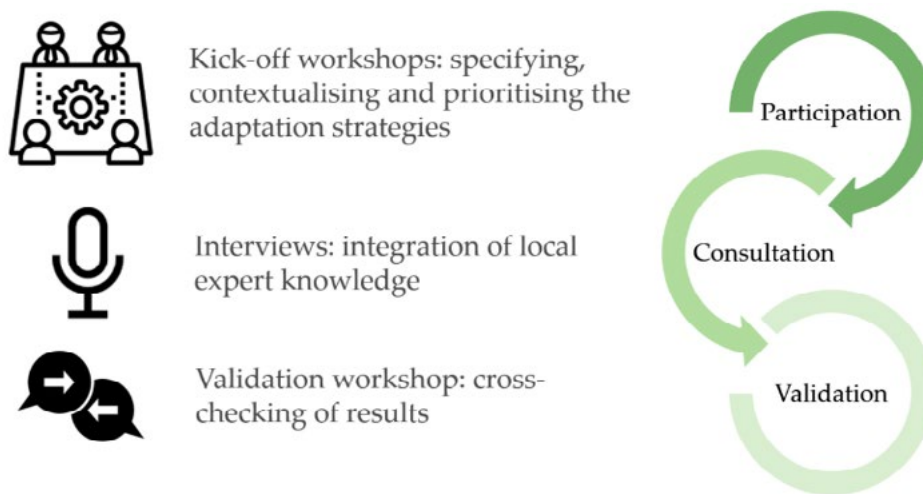 Kick-off workshops: specifying,
contextualising and prioritising the
adaptation strategies
Participation
Interviews: integration of local
expert knowledge
Consultation
Validation workshop: cross-
checking of results
Validation